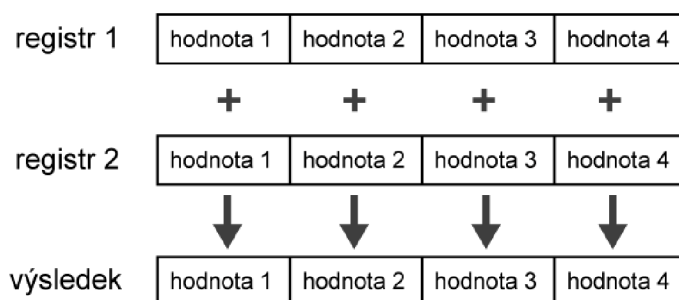 registr 1 hodnota 1 hodnota 2 hodnota 3 hodnota 4
+ + + +
registr 2 hodnota 1 hodnota 2 hodnota 3 hodnota 4
výsledek hodnota 1 hodnota 2 hodnota 3 hodnota 4